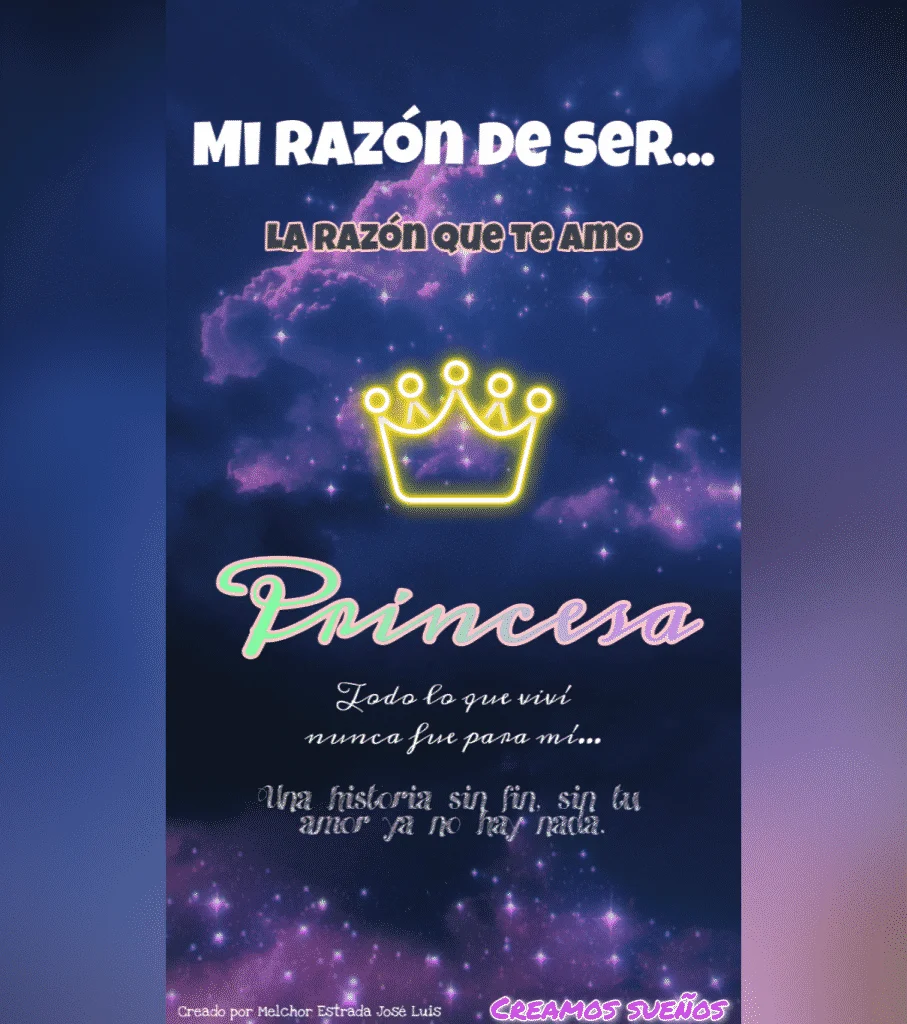 Mi razón de ser...
La razón que te amo
Princesa
Todo lo que viví
nunca fue para mí...
Una historia sin fin, sin tu
amor ya no hay nada.
Creado por Melchor Estrada José Luis
Creamos sueños